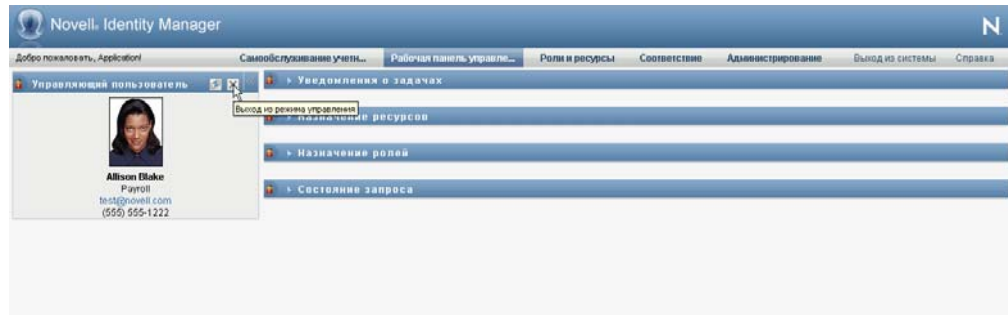 Novell® Identity Manager
N
Добро пожаловать, Application!
Самообслуживание учетн...
Рабочая панель управле...
Роли и ресурсы
Соответствие
Администрирование
Выход из системы
Справка
Управляющий пользователь
Уведомления о задачах
Выход из режима управления
Назначение ресурсов
Назначение ролей
Состояние запроса
Allison Blake
Payroll
test@novell.com
(555) 555-1222